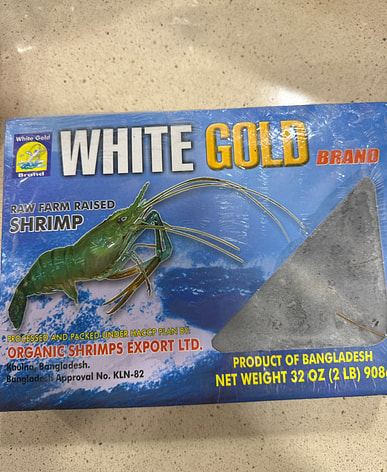 White Gold
Brand
WHITE GOLD BRAND
RAW FARM RAISED
SHRIMP
PROCESSED AND PACKED UNDER HACCP PLAN BY
ORGANIC SHRIMPS EXPORT LTD.
Khulna, Bangladesh.
Bangladesh Approval No. KLN-82
PRODUCT OF BANGLADESH
NET WEIGHT 32 OZ (2 LB) 908g